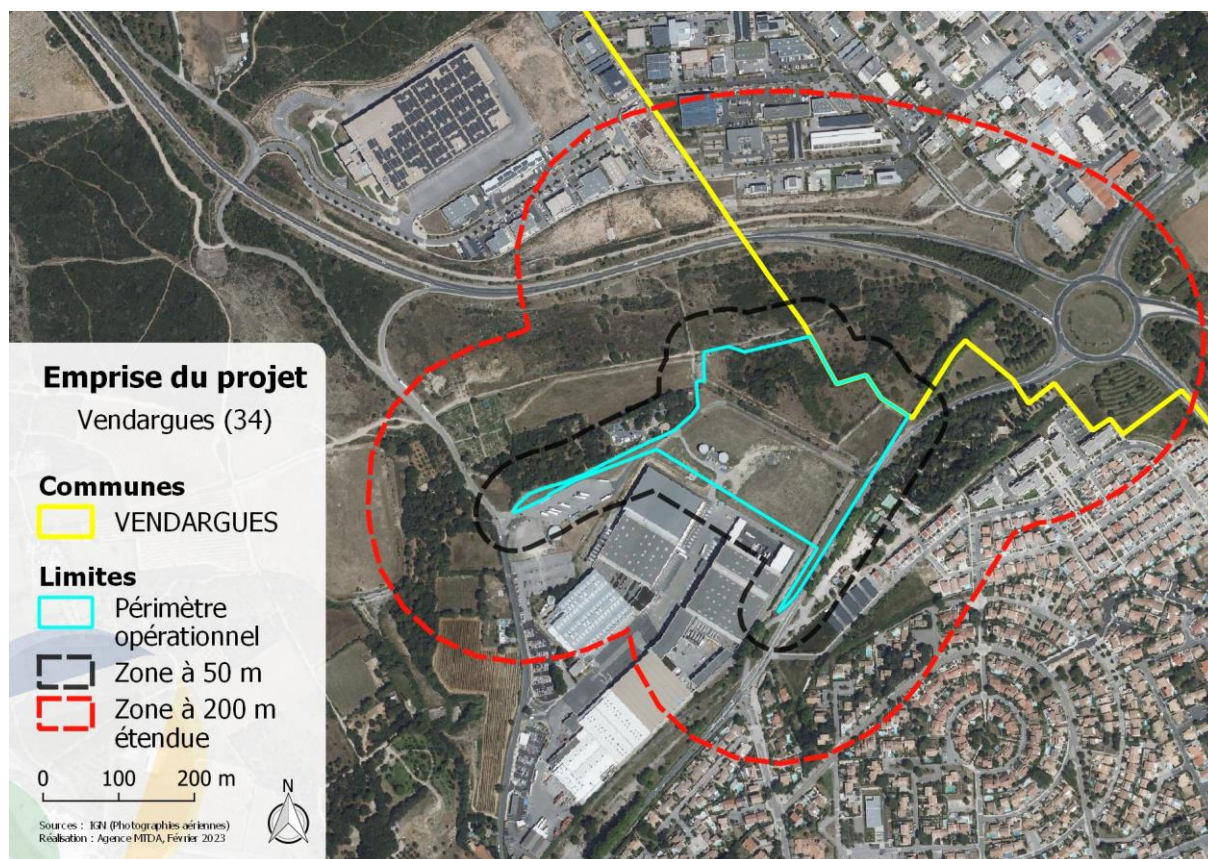 Emprise du projet
Vendargues (34)
Communes
VENDARGUES
Limites
Périmètre
opérationnel
Zone à 50 m
Zone à 200 m
étendue
0 100 200 m
N
Sources : IGN (Photographies aériennes)
Réalisation : Agence MTDA, Février 2023